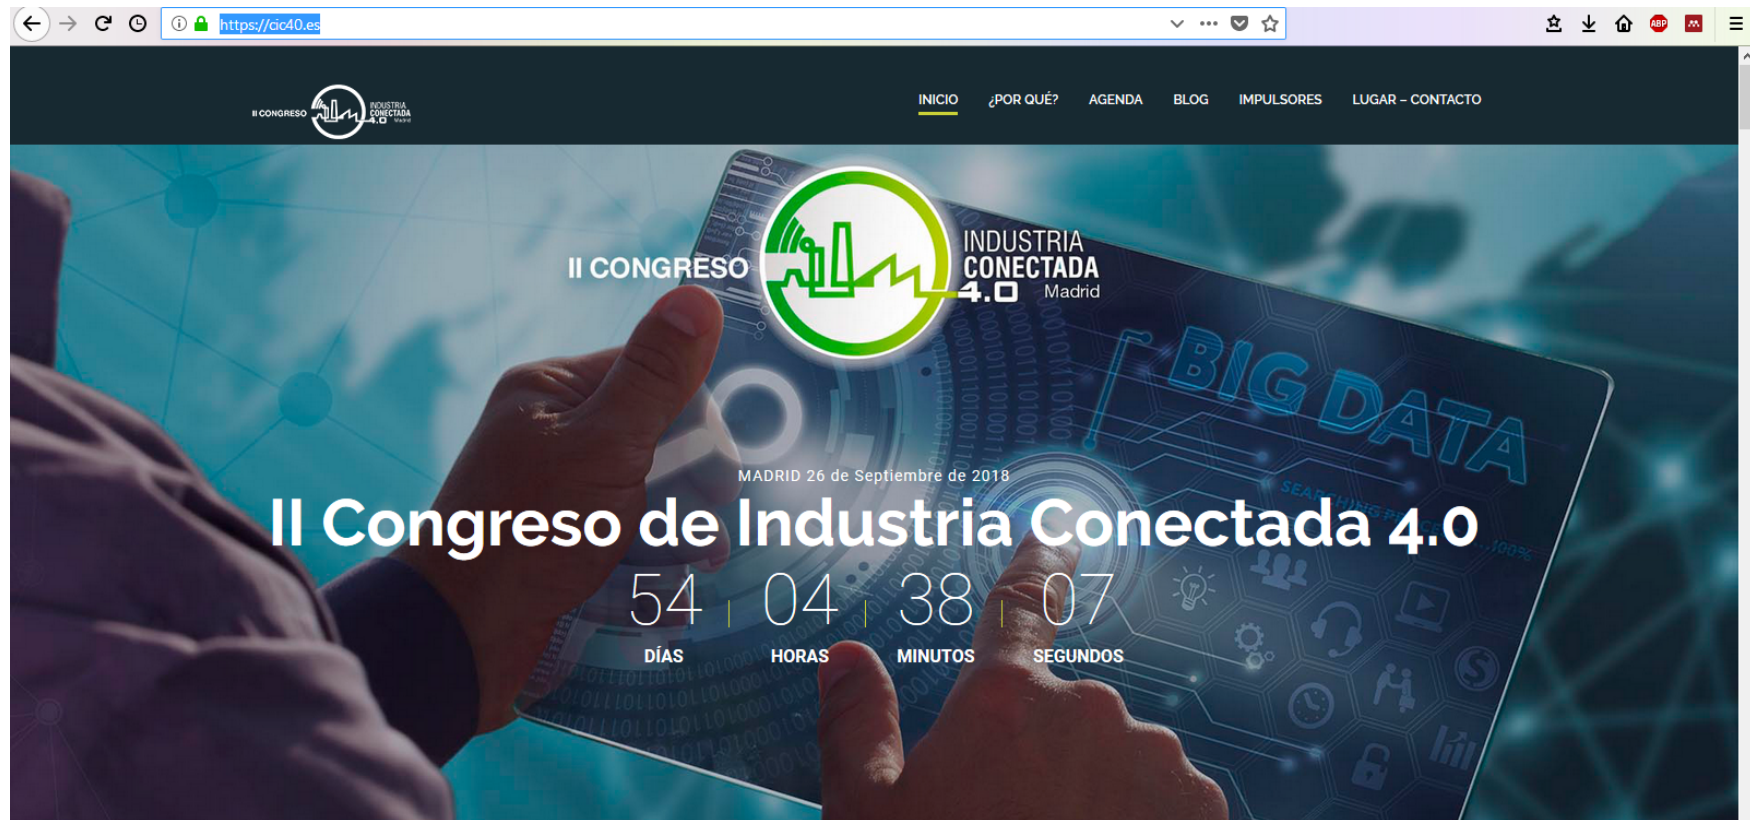 https://cic40.es
II CONGRESO
INDUSTRIA
CONECTADA
4.0 Madrid
INICIO ¿POR QUÉ? AGENDA BLOG IMPULSORES LUGAR – CONTACTO
II CONGRESO
INDUSTRIA
CONECTADA
4.0 Madrid
BIG DATA
MADRID 26 de Septiembre de 2018
II Congreso de Industria Conectada 4.0
54 04 38 07
DÍAS HORAS MINUTOS SEGUNDOS
ABP